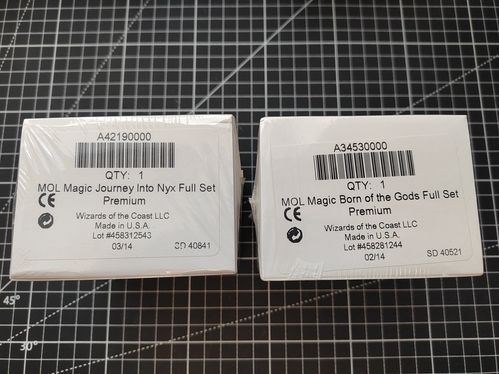 A42190000
QTY: 1
MOL Magic Journey Into Nyx Full Set
Premium
CE
Wizards of the Coast LLC
Made in U.S.A.
Lot #458312543
03/14
SD 40841
A34530000
QTY: 1
MOL Magic Born of the Gods Full Set
Premium
CE
Wizards of the Coast LLC
Made in U.S.A.
Lot #458281244
02/14
SD 40521
45°
30°